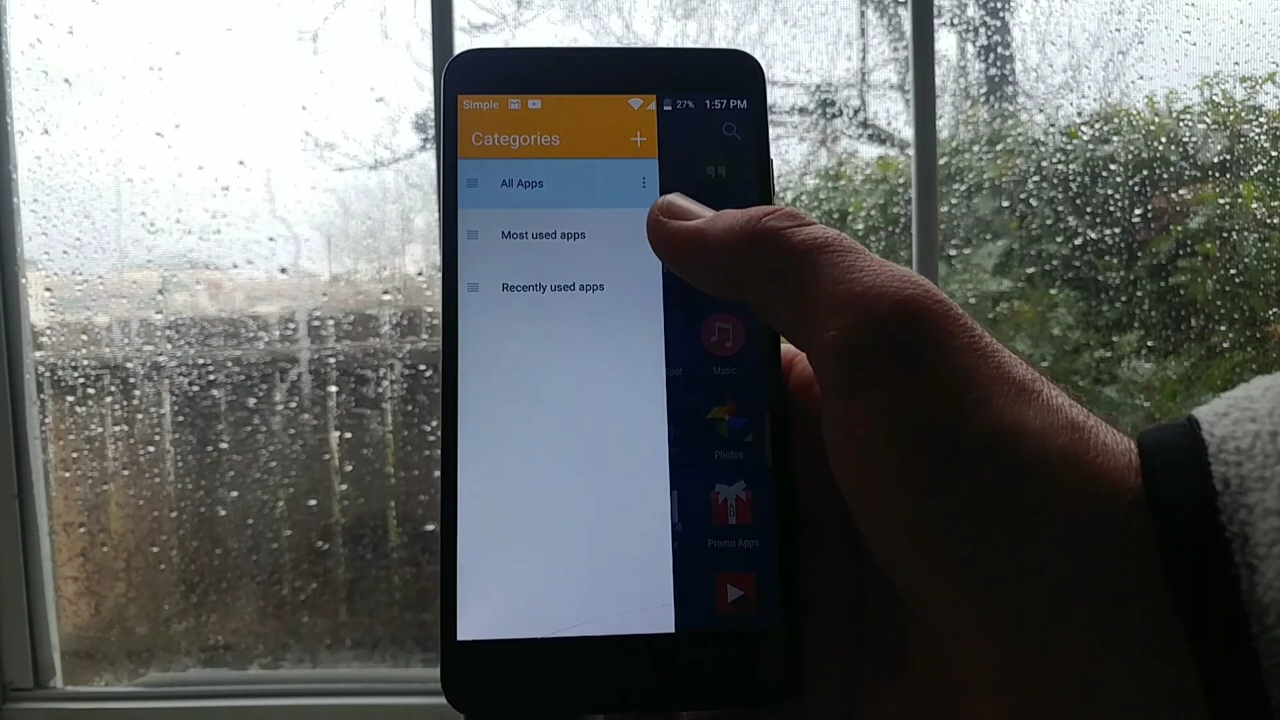 Simple 27% 1:57 PM
Categories +
All Apps
Most used apps
Recently used apps
Music
Photos
Promo Apps